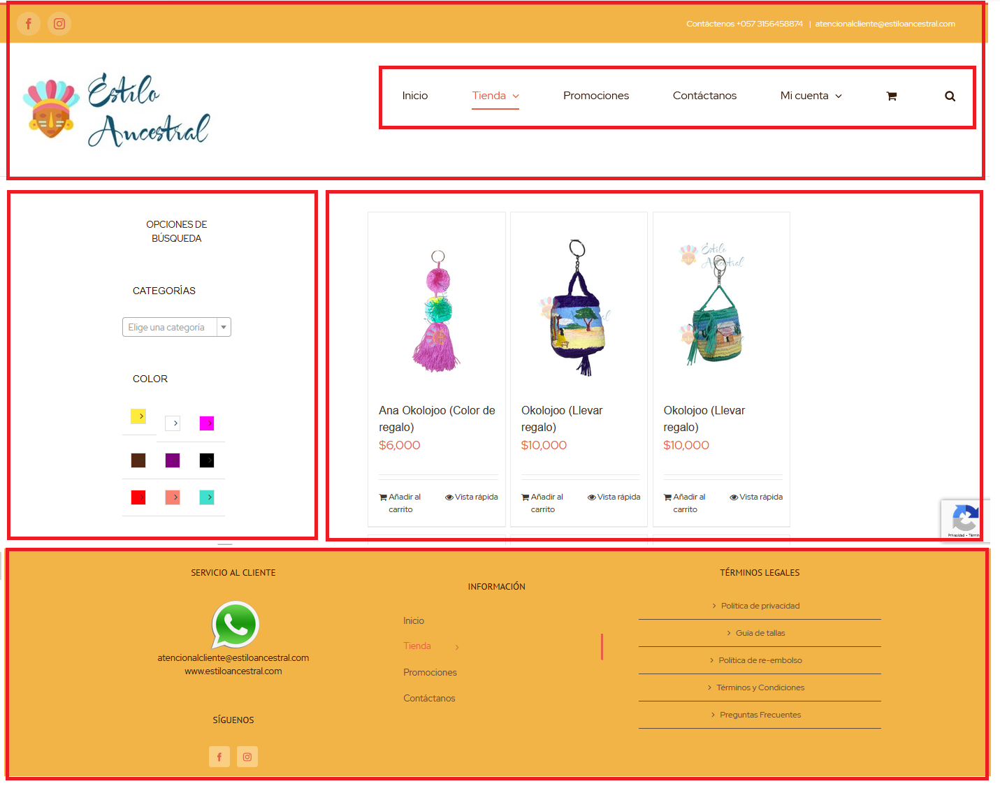 Contáctenos +057 3156458874 | atencionalcliente@estiloancestral.com
Estilo
Ancestral
Inicio Tienda Promociones Contáctanos Mi cuenta
OPCIONES DE
BÚSQUEDA
CATEGORÍAS
Elige una categoría
COLOR
Estilo
Ancestral
Ana Okolojoo (Color de
regalo)
$6,000
Añadir al
carrito
Vista rápida
Okolojoo (Llevar
regalo)
$10,000
Añadir al
carrito
Vista rápida
Okolojoo (Llevar
regalo)
$10,000
Añadir al
carrito
Vista rápida
Privacidad •
SERVICIO AL CLIENTE
atencionalcliente@estiloancestral.com
www.estiloancestral.com
SÍGUENOS
INFORMACIÓN
Inicio
Tienda
Promociones
Contáctanos
TÉRMINOS LEGALES
Política de privacidad
Guía de tallas
Política de re-embolso
Términos y Condiciones
Preguntas Frecuentes